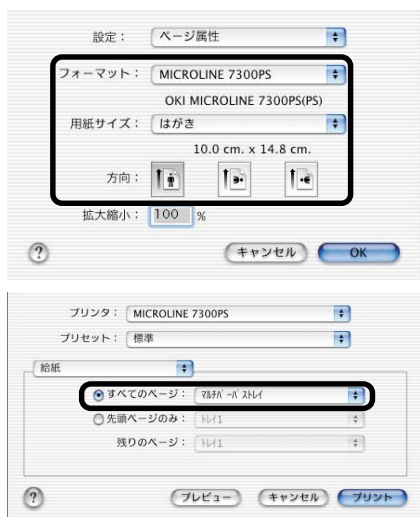 設定： ページ属性
フォーマット： MICROLINE 7300PS
OKI MICROLINE 7300PS(PS)
用紙サイズ： はがき
10.0 cm. x 14.8 cm.
方向：
拡大縮小： 100 %
? キャンセル OK
プリンタ： MICROLINE 7300PS
プリセット： 標準
給紙
すべてのページ： マルチパーパストレイ
先頭ページのみ： トレイ1
残りのページ： トレイ1
? プレビュー キャンセル プリント